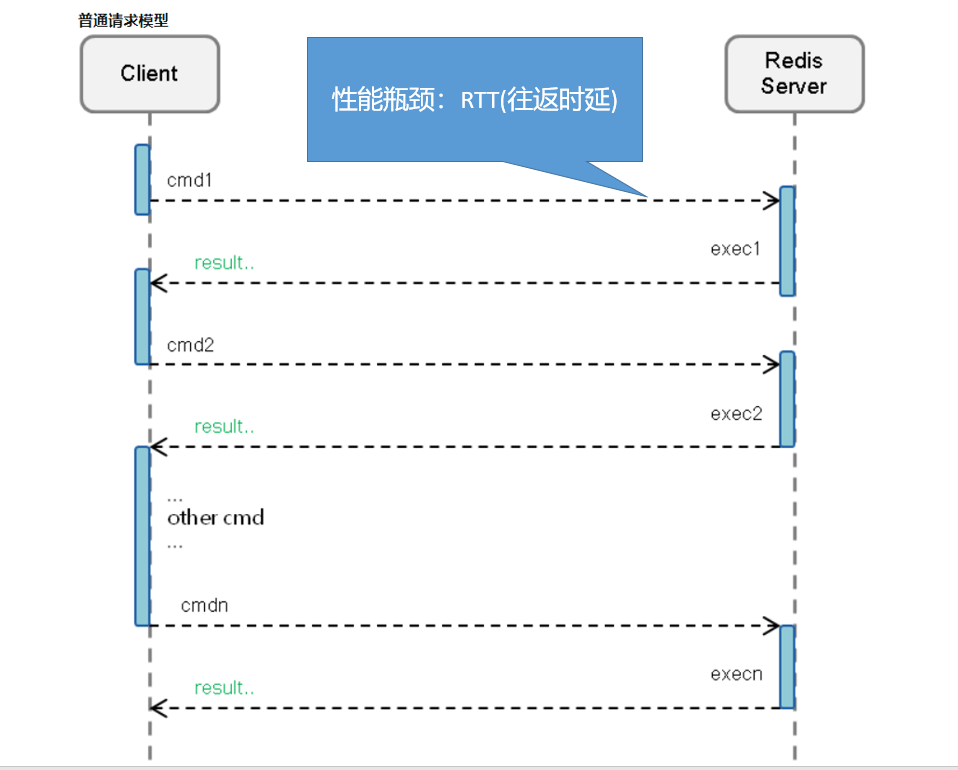 普通请求模型
Client
性能瓶颈：RTT(往返时延)
Redis
Server
cmd1
exec1
result..
cmd2
exec2
result..
...
other cmd
...
cmdn
execn
result..